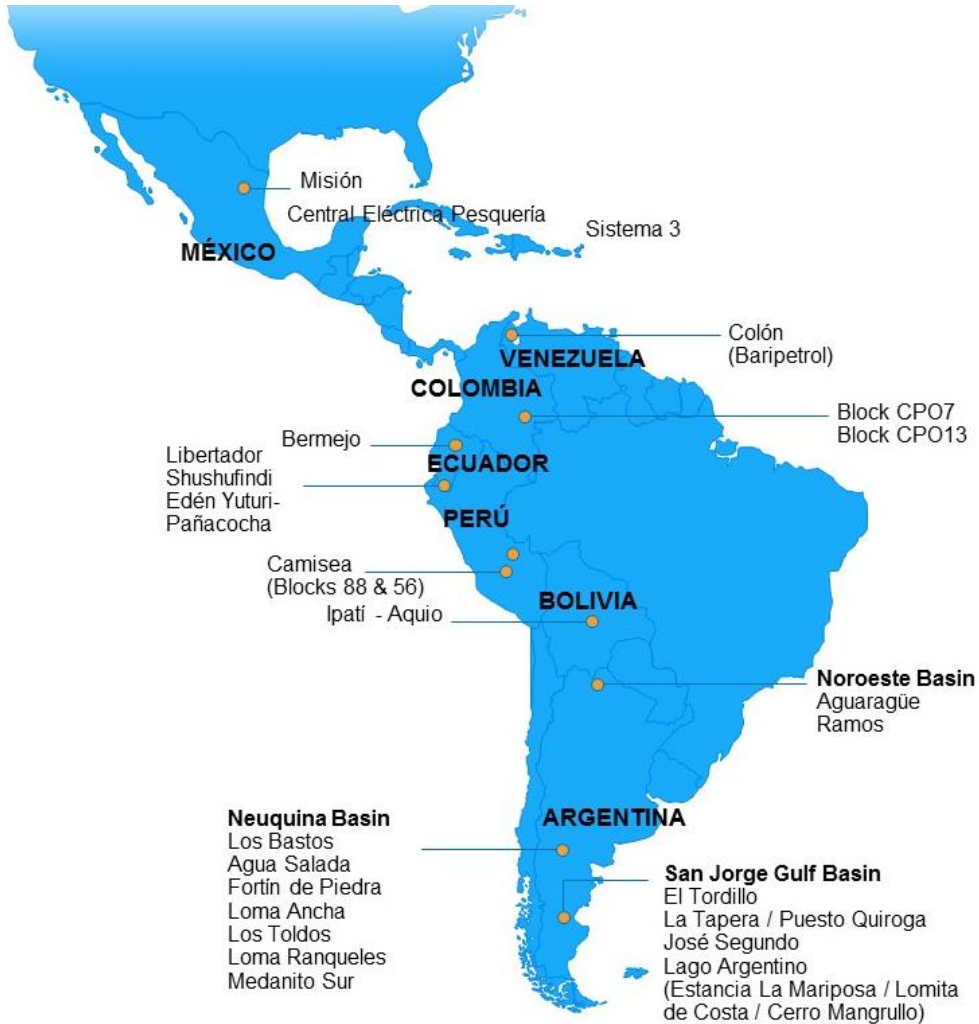 Misión
Central Eléctrica Pesquería
Sistema 3
MÉXICO
Colón
(Baripetrol)
VENEZUELA
COLOMBIA
Block CPO7
Block CPO13
Bermejo
ECUADOR
Libertador
Shushufindi
Edén Yuturi-
Pañacocha
PERÚ
Camisea
(Blocks 88 & 56)
BOLIVIA
Ipatí - Aquio
Noroeste Basin
Aguaragüe
Ramos
ARGENTINA
Neuquina Basin
Los Bastos
Agua Salada
Fortín de Piedra
Loma Ancha
Los Toldos
Loma Ranqueles
Medanito Sur
San Jorge Gulf Basin
El Tordillo
La Tapera / Puesto Quiroga
José Segundo
Lago Argentino
(Estancia La Mariposa / Lomita
de Costa / Cerro Mangrullo)